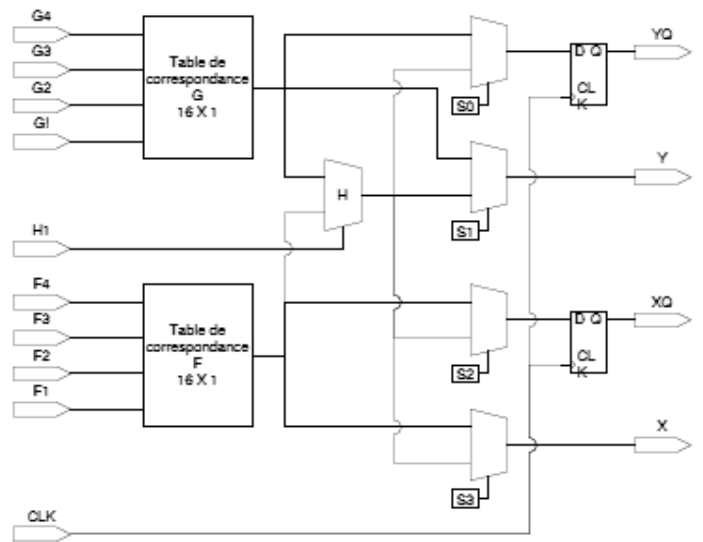 G4
G3
G2
G!
Table de
correspondance
G
16 X 1
S0
D Q
CL
K
YQ
H
S1
Y
H1
F4
F3
F2
F1
Table de
correspondance
F
16 X 1
S2
D Q
CL
K
XQ
S3
X
CLK